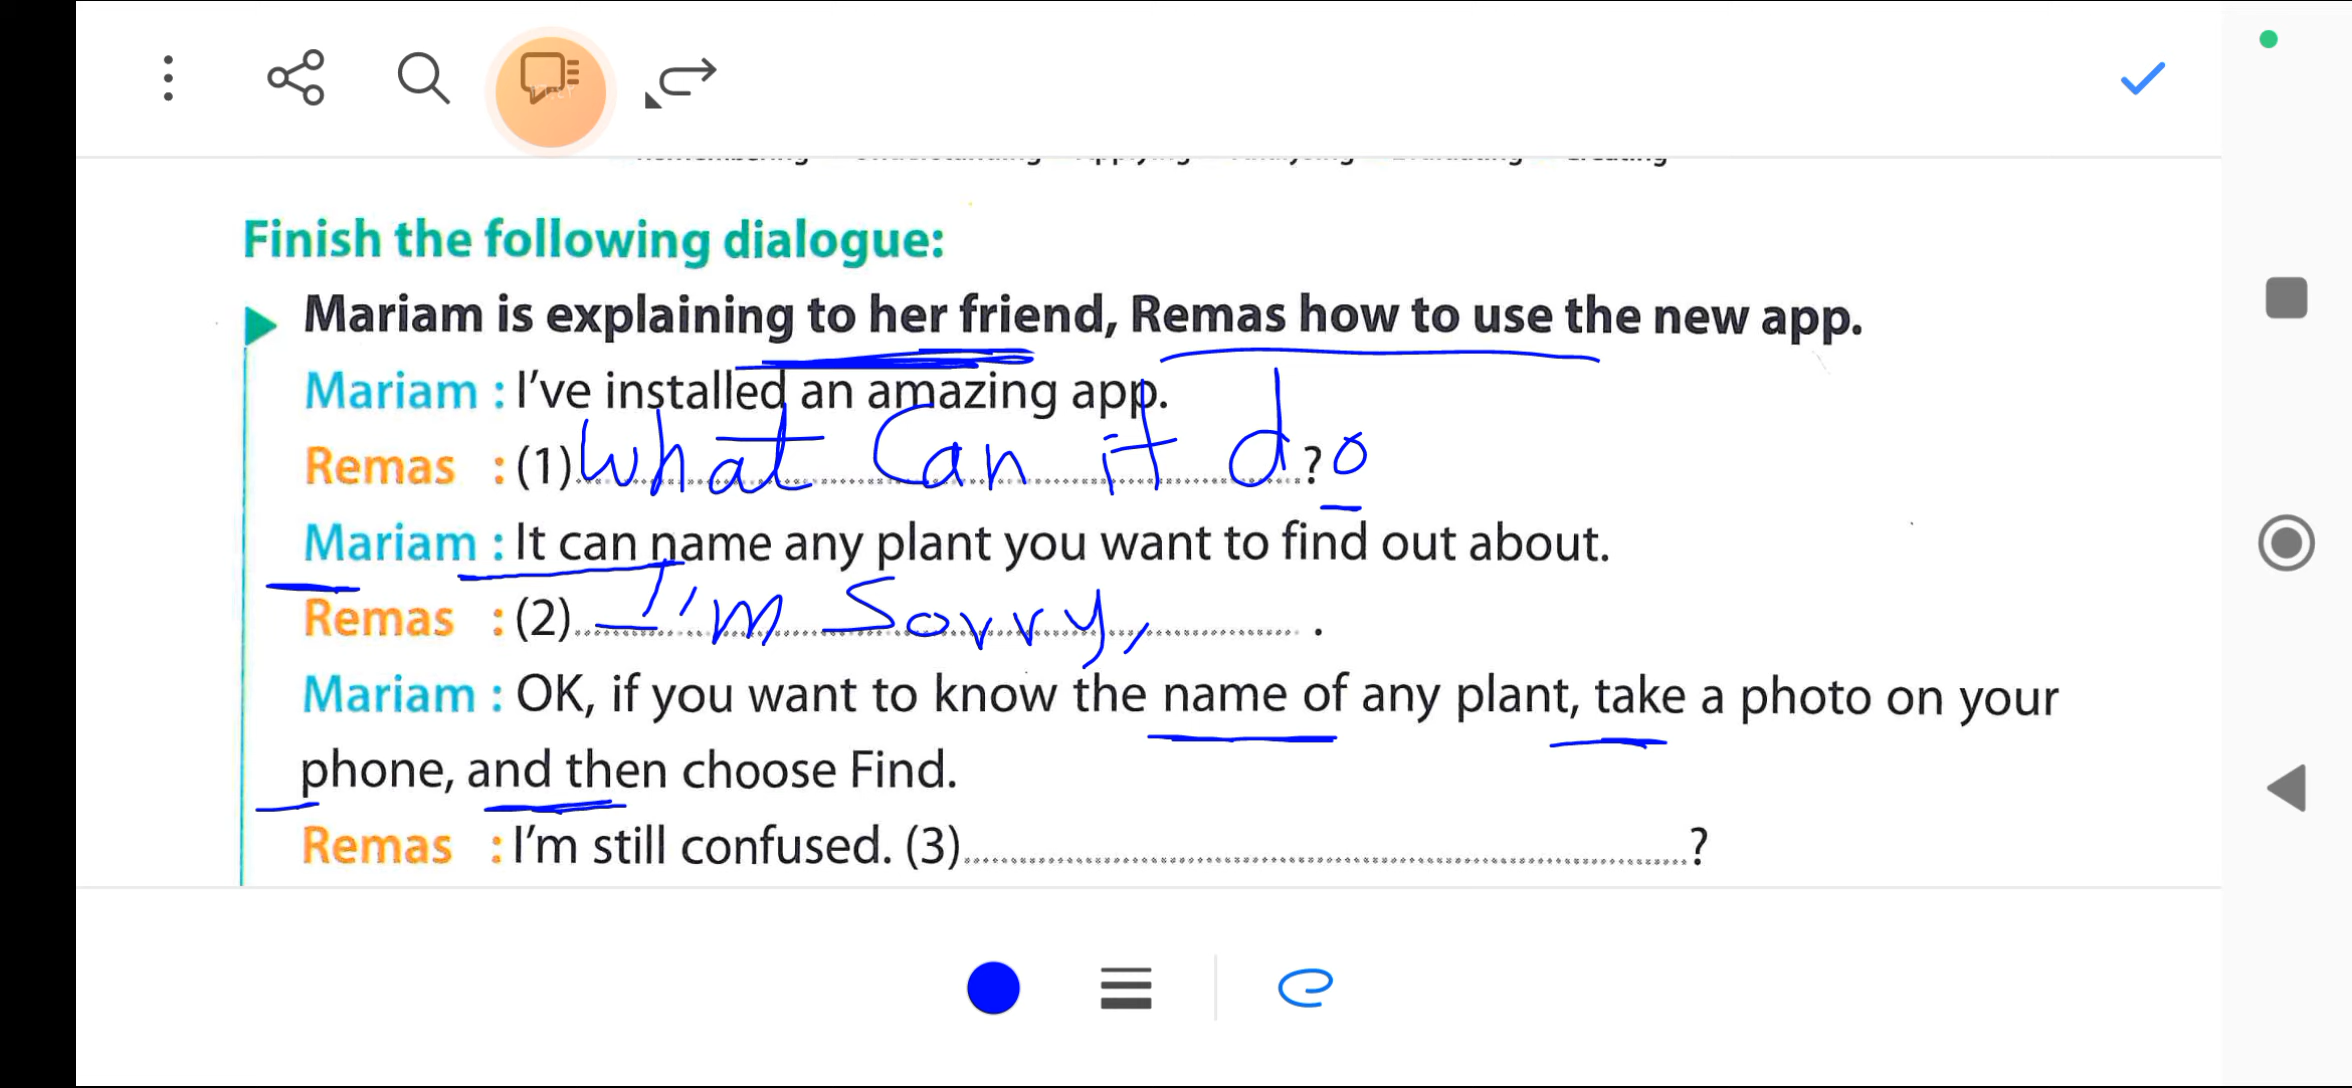 Finish the following dialogue:
Mariam is explaining to her friend, Remas how to use the new app.
Mariam : I've installed an amazing app.
Remas : (1) What Can it do ?
Mariam : It can name any plant you want to find out about.
Remas : (2) I'm Sorry, .
Mariam : OK, if you want to know the name of any plant, take a photo on your
phone, and then choose Find.
Remas : I'm still confused. (3) ?